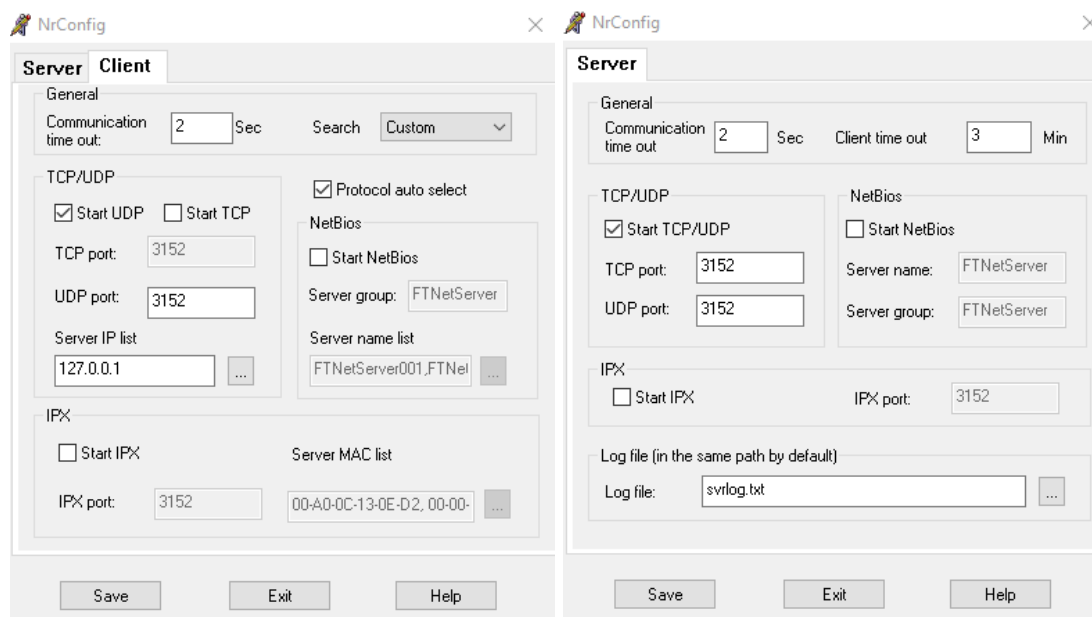 NrConfig
Server Client
General
Communication
time out:
2 Sec Search Custom
TCP/UDP
Start UDP Start TCP
TCP port: 3152
UDP port: 3152
Server IP list
127.0.0.1 ...
Protocol auto select
NetBios
Start NetBios
Server group: FTNetServer
Server name list
FTNetServer001,FTNet ...
IPX
Start IPX Server MAC list
IPX port: 3152 00-A0-0C-13-0E-D2, 00-00- ...
Save Exit Help
NrConfig
Server
General
Communication
time out
2 Sec Client time out 3 Min
TCP/UDP
Start TCP/UDP
TCP port: 3152
UDP port: 3152
NetBios
Start NetBios
Server name: FTNetServer
Server group: FTNetServer
IPX
Start IPX IPX port: 3152
Log file (in the same path by default)
Log file: svrlog.txt ...
Save Exit Help